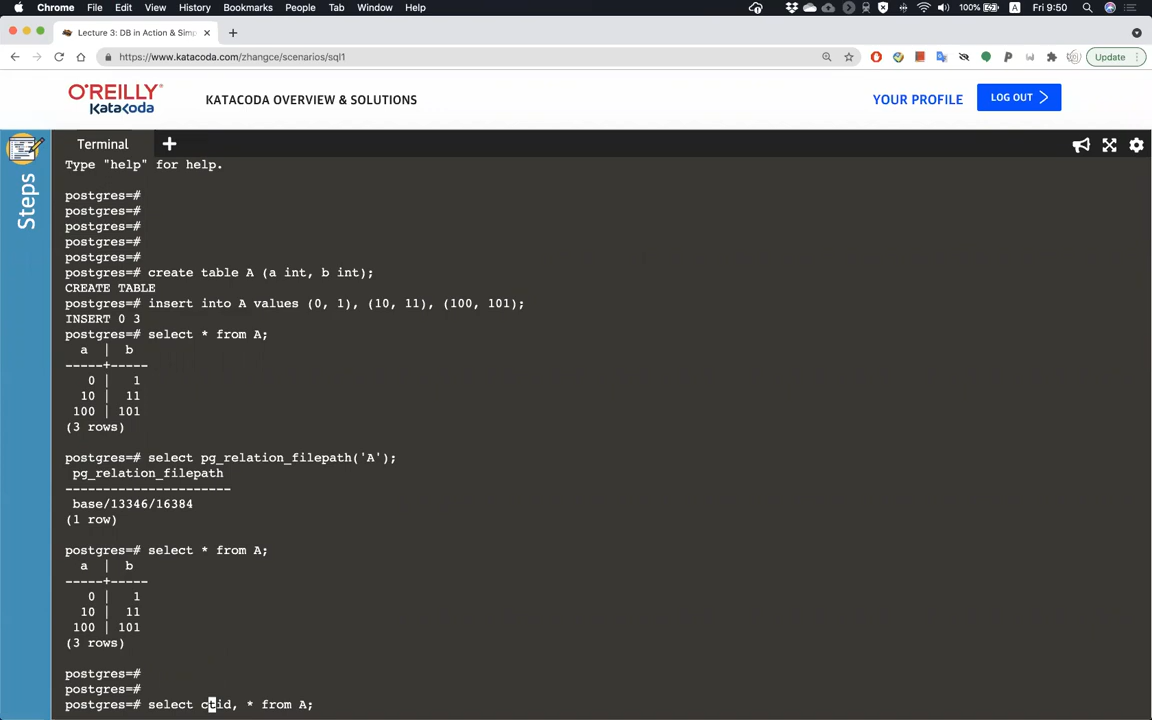 Chrome File Edit View History Bookmarks People Tab Window Help 100% A Fri 9:50
Lecture 3: DB in Action & Simp
https://www.katacoda.com/zhangce/scenarios/sql1 Update
O'REILLY
Katacoda
KATACODA OVERVIEW & SOLUTIONS
YOUR PROFILE
LOG OUT
Steps
Terminal
Type "help" for help.
postgres=#
postgres=#
postgres=#
postgres=#
postgres=#
postgres=# create table A (a int, b int);
CREATE TABLE
postgres=# insert into A values (0, 1), (10, 11), (100, 101);
INSERT 0 3
postgres=# select * from A;
a | b
-----+-----
0 | 1
10 | 11
100 | 101
(3 rows)
postgres=# select pg_relation_filepath('A');
pg_relation_filepath
----------------------
base/13346/16384
(1 row)
postgres=# select * from A;
a | b
-----+-----
0 | 1
10 | 11
100 | 101
(3 rows)
postgres=#
postgres=#
postgres=# select ctid, * from A;